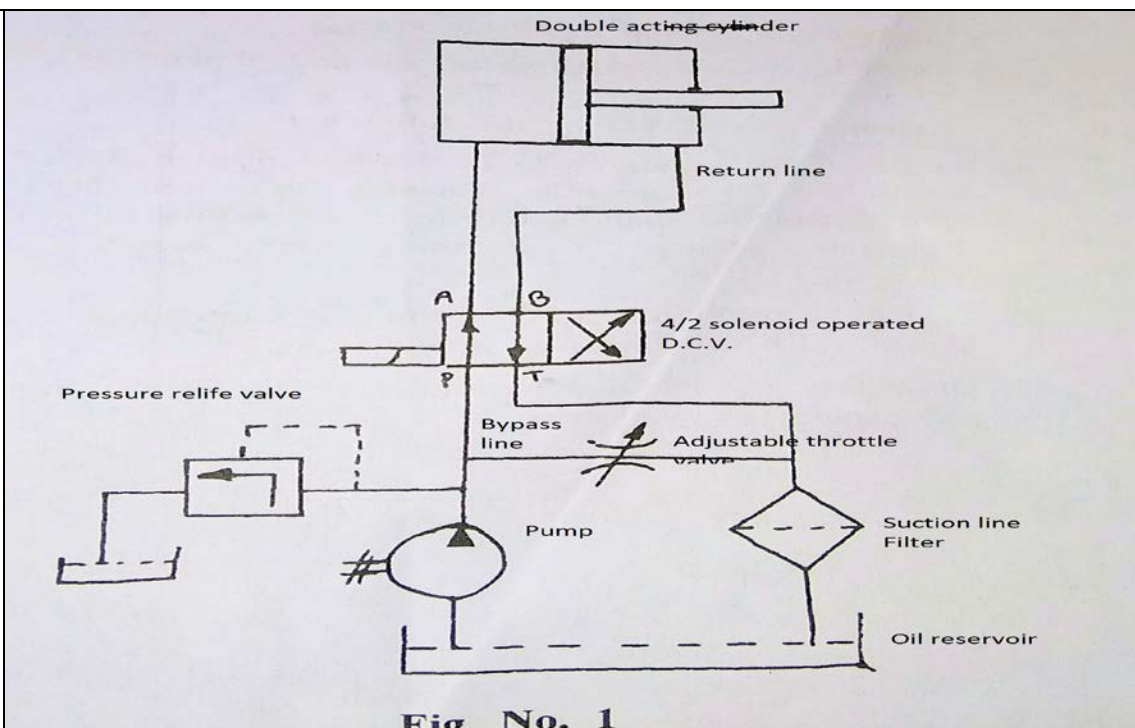 Double acting cylinder
Return line
A
B
4/2 solenoid operated
D.C.V.
P
T
Pressure relife valve
Bypass
line
Adjustable throttle
valve
Pump
Suction line
Filter
Oil reservoir
Fig No. 1